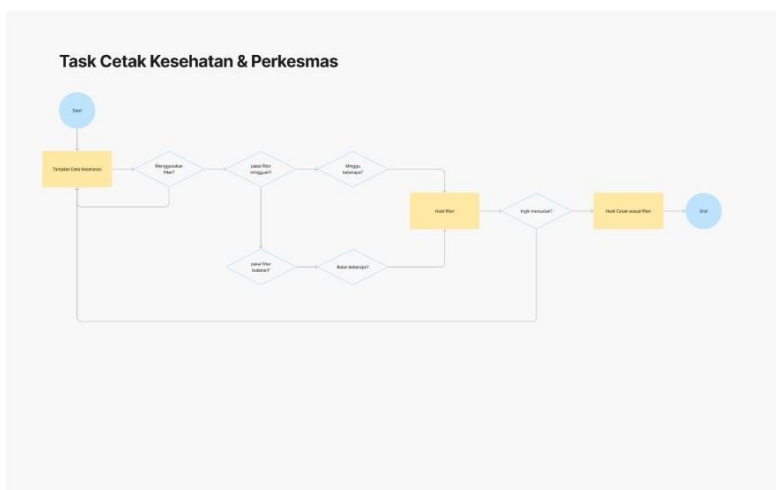 Task Cetak Kesehatan & Perkesmas
Start
Tampilan Data Kesehatan
Menggunakan
Filter?
pakai filter
mingguan?
Minggu
keberapa?
Hasil filter
Ingin mencetak?
Hasil Cetak sesuai filter
End
pakai filter
bulanan?
Bulan keberapa?